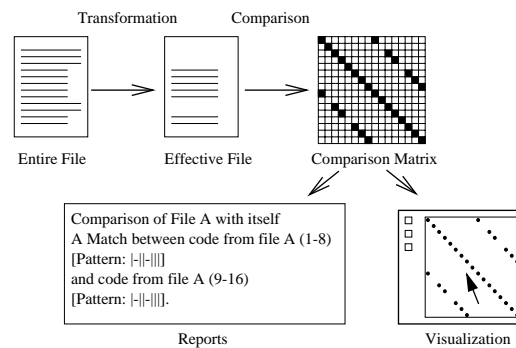 Transformation
Comparison
Entire File
Effective File
Comparison Matrix
Comparison of File A with itself
A Match between code from file A (1-8)
[Pattern: |-||-|||]
and code from file A (9-16)
[Pattern: |-||-|||].
Reports
Visualization